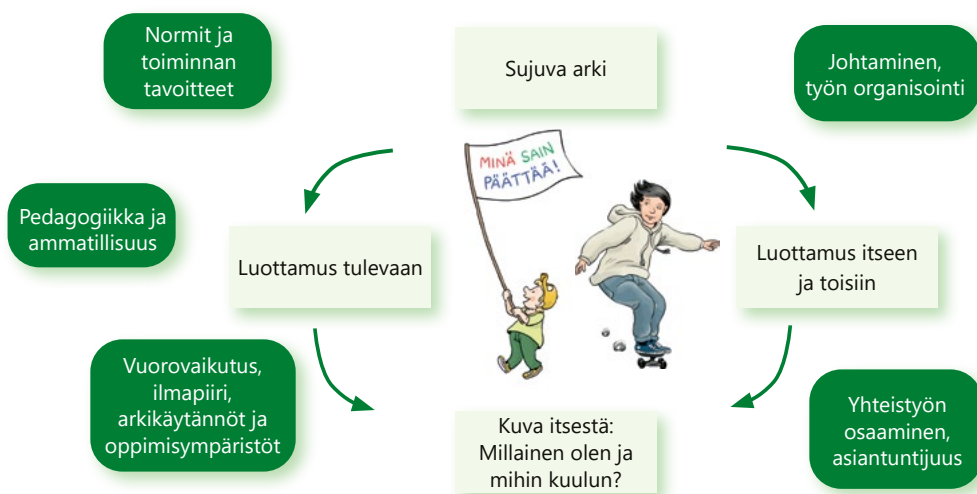 Normit ja
toiminnan
tavoitteet
Sujuva arki
Johtaminen,
työn organisointi
MINÄ SAIN
PÄÄTTÄÄ!
Pedagogiikka ja
ammatillisuus
Luottamus tulevaan
Luottamus itseen
ja toisiin
Vuorovaikutus,
ilmapiiri,
arkikäytännöt ja
oppimisympäristöt
Kuva itsestä:
Millainen olen ja
mihin kuulun?
Yhteistyön
osaaminen,
asiantuntijuus